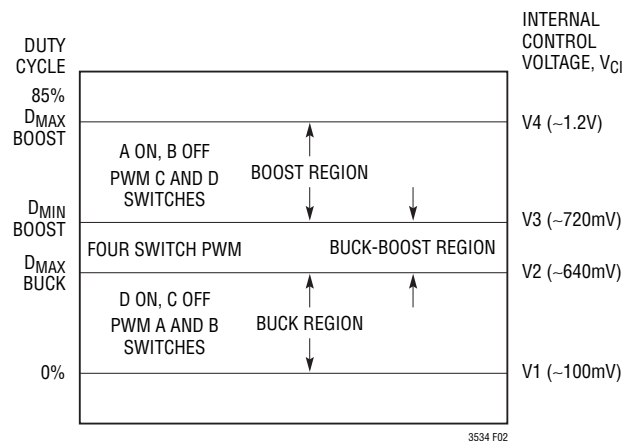 DUTY
CYCLE
INTERNAL
CONTROL
VOLTAGE, VCI
85%
DMAX
BOOST
V4 (~1.2V)
A ON, B OFF
PWM C AND D
SWITCHES
BOOST REGION
DMIN
BOOST
V3 (~720mV)
FOUR SWITCH PWM
BUCK-BOOST REGION
DMAX
BUCK
V2 (~640mV)
D ON, C OFF
PWM A AND B
SWITCHES
BUCK REGION
0%
V1 (~100mV)
3534 F02